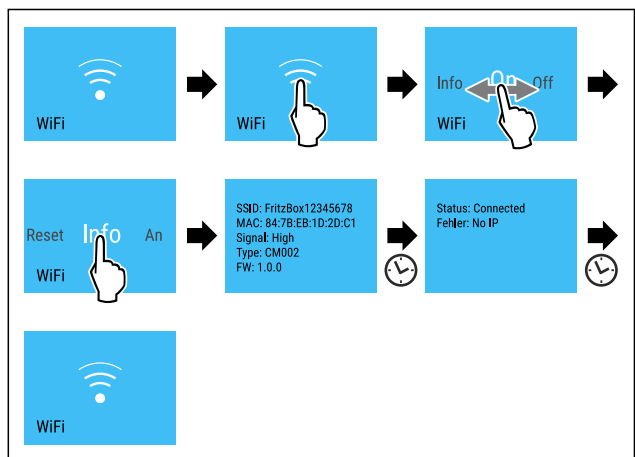 WiFi
WiFi
Info On Off
WiFi
Reset Info An
WiFi
SSID: FritzBox12345678
MAC: 84:7B:EB:1D:2D:C1
Signal: High
Type: CM002
FW: 1.0.0
Status: Connected
Fehler: No IP
WiFi